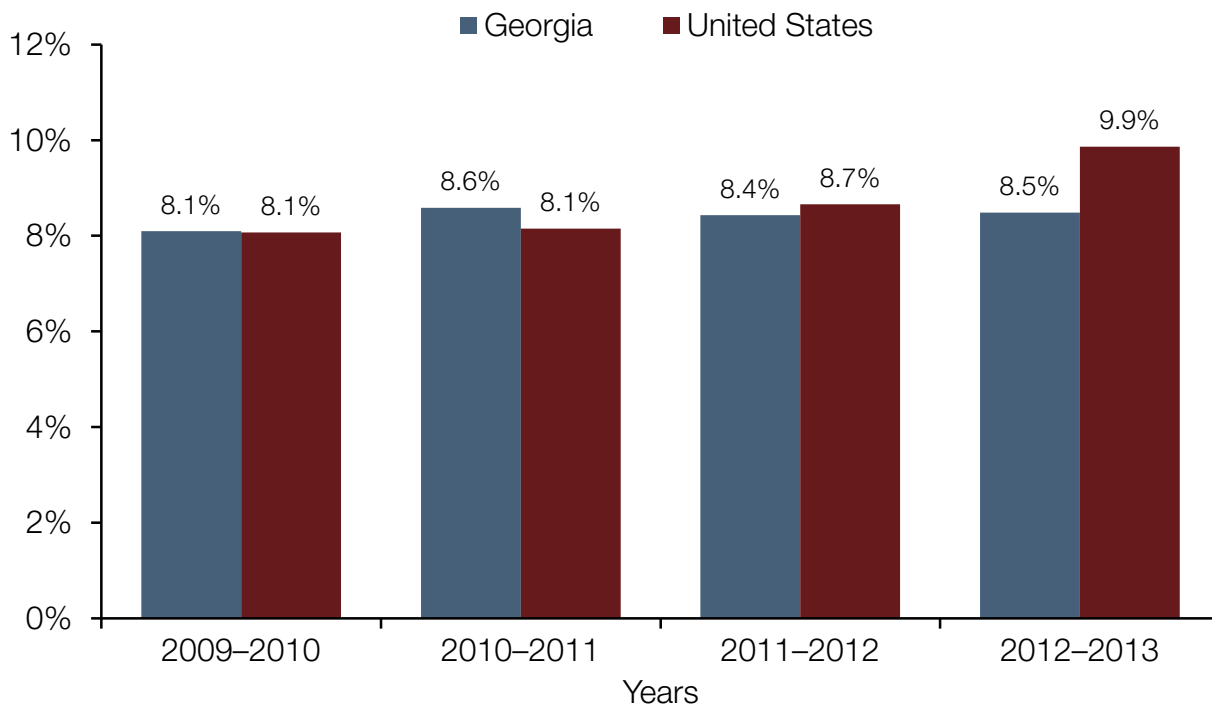 Georgia United States
12%
10%
8%
6%
4%
2%
0%
8.1% 8.1% 8.6% 8.1% 8.4% 8.7% 8.5% 9.9%
2009–2010 2010–2011 2011–2012 2012–2013
Years